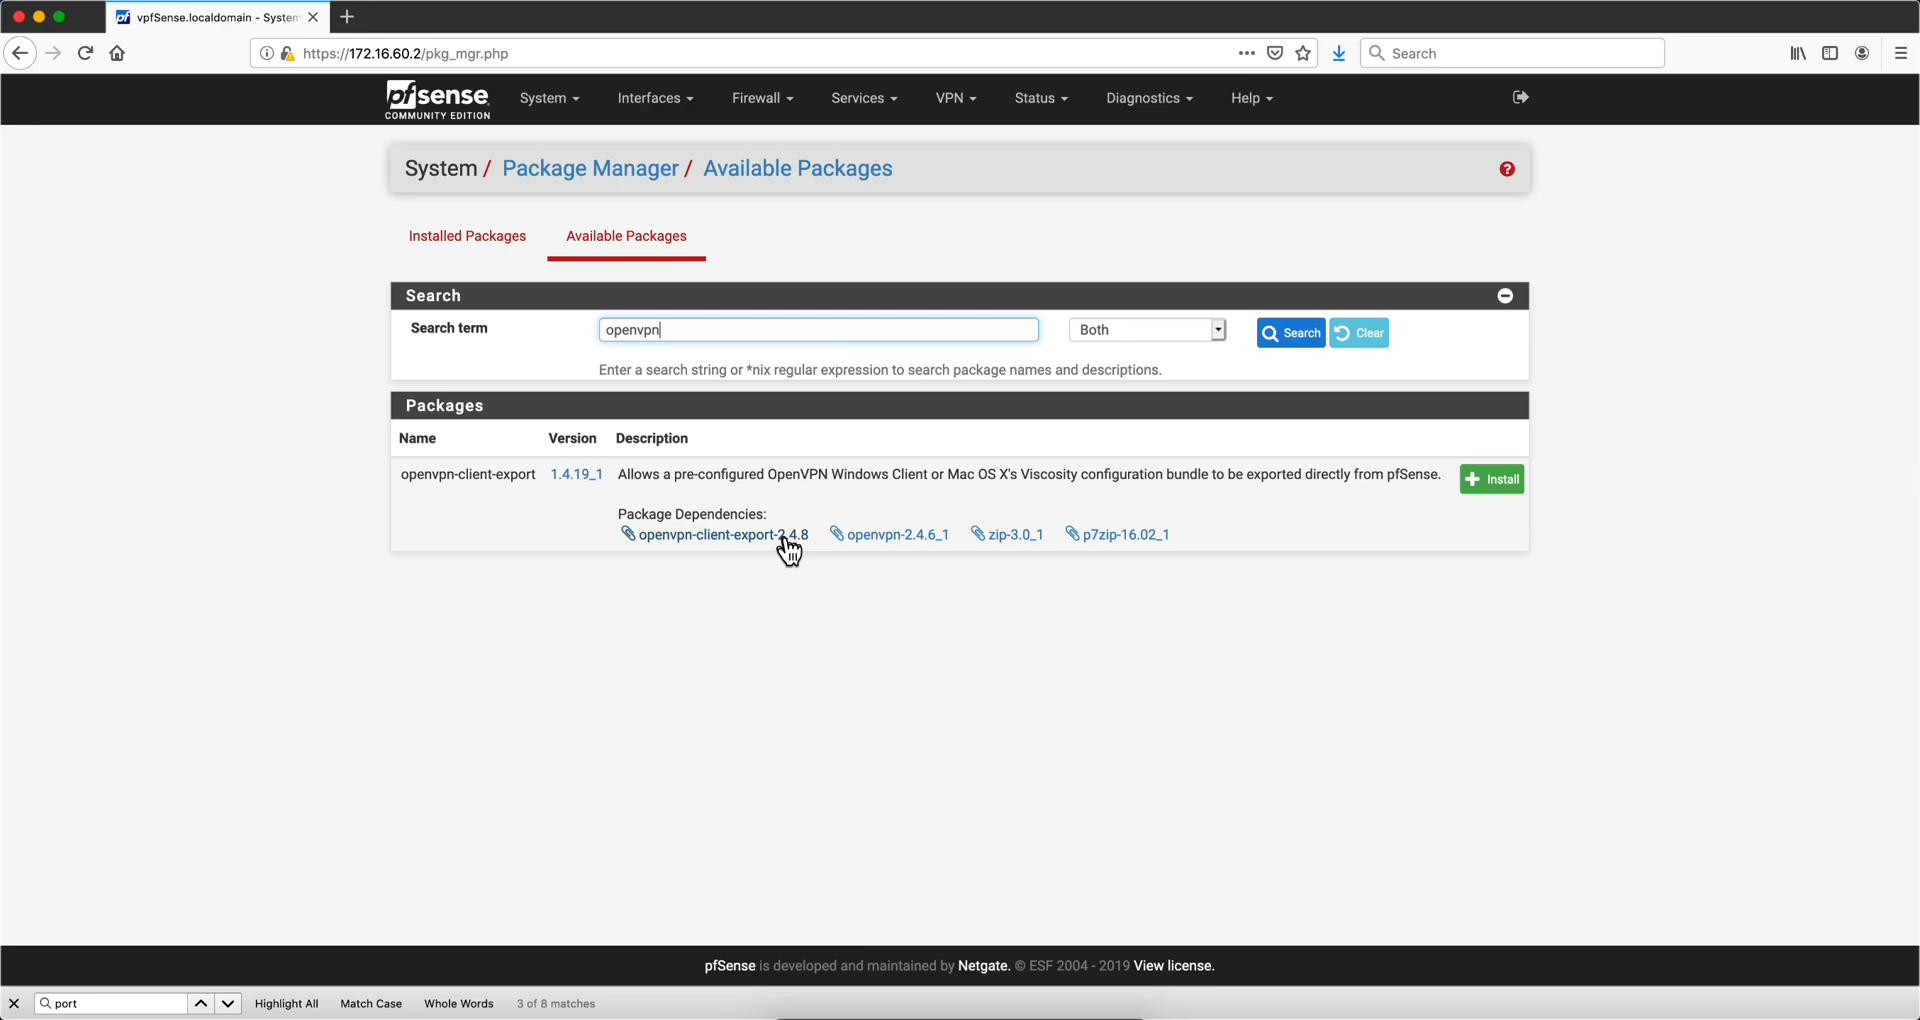 vpfSense.localdomain - System
https://172.16.60.2/pkg_mgr.php
Search
pfsense
COMMUNITY EDITION
System Interfaces Firewall Services VPN Status Diagnostics Help
System / Package Manager / Available Packages
Installed Packages Available Packages
Search
Search term openvpn Both Search Clear
Enter a search string or *nix regular expression to search package names and descriptions.
Packages
Name Version Description
openvpn-client-export 1.4.19_1 Allows a pre-configured OpenVPN Windows Client or Mac OS X's Viscosity configuration bundle to be exported directly from pfSense. Install
Package Dependencies:
openvpn-client-export-2.4.8 openvpn-2.4.6_1 zip-3.0_1 p7zip-16.02_1
pfSense is developed and maintained by Netgate. © ESF 2004 - 2019 View license.
port Highlight All Match Case Whole Words 3 of 8 matches